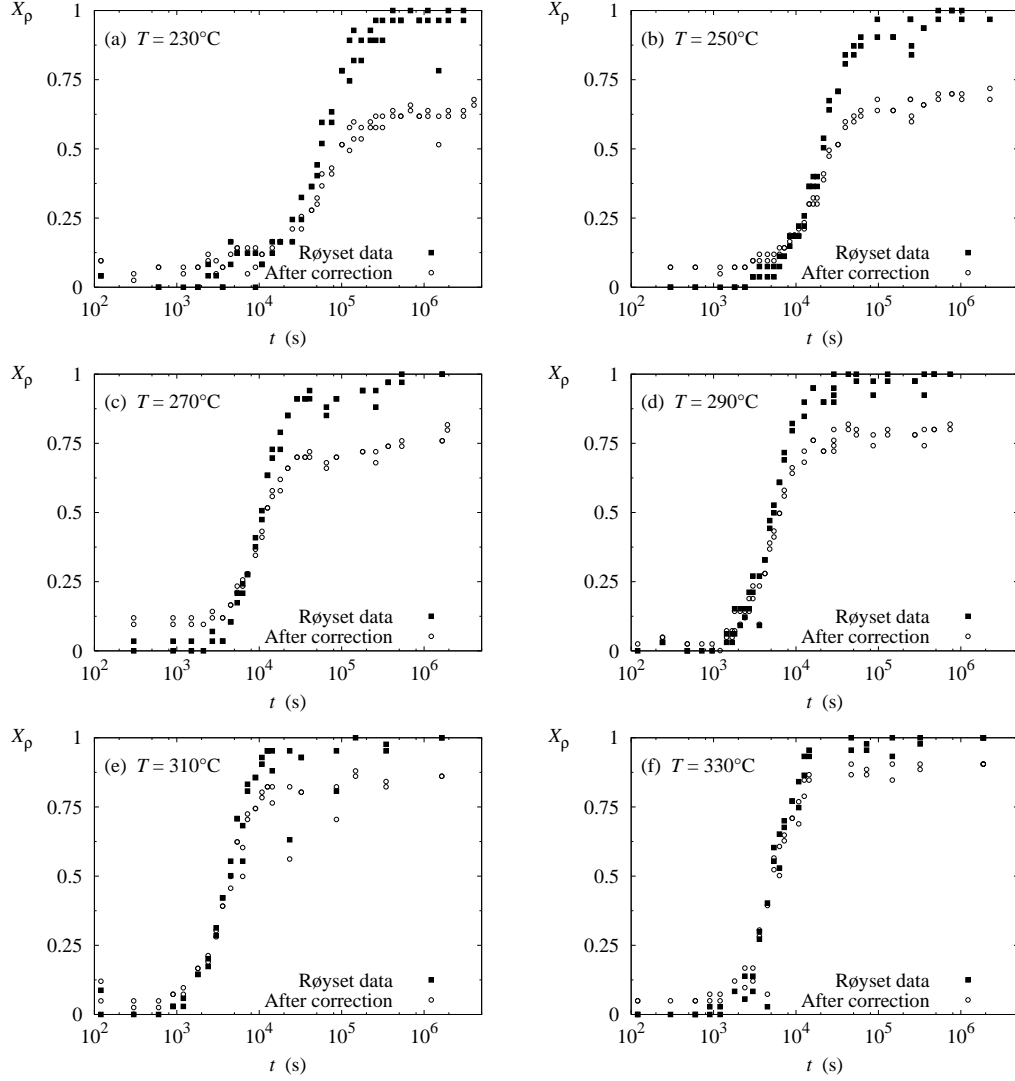 Xρ
1
(a) T = 230°C
0.75
0.5
0.25
Røyset data
After correction
0
10² 10³ 10⁴ 10⁵ 10⁶
t (s)
Xρ
1
(b) T = 250°C
0.75
0.5
0.25
Røyset data
After correction
0
10² 10³ 10⁴ 10⁵ 10⁶
t (s)
Xρ
1
(c) T = 270°C
0.75
0.5
0.25
Røyset data
After correction
0
10² 10³ 10⁴ 10⁵ 10⁶
t (s)
Xρ
1
(d) T = 290°C
0.75
0.5
0.25
Røyset data
After correction
0
10² 10³ 10⁴ 10⁵ 10⁶
t (s)
Xρ
1
(e) T = 310°C
0.75
0.5
0.25
Røyset data
After correction
0
10² 10³ 10⁴ 10⁵ 10⁶
t (s)
Xρ
1
(f) T = 330°C
0.75
0.5
0.25
Røyset data
After correction
0
10² 10³ 10⁴ 10⁵ 10⁶
t (s)